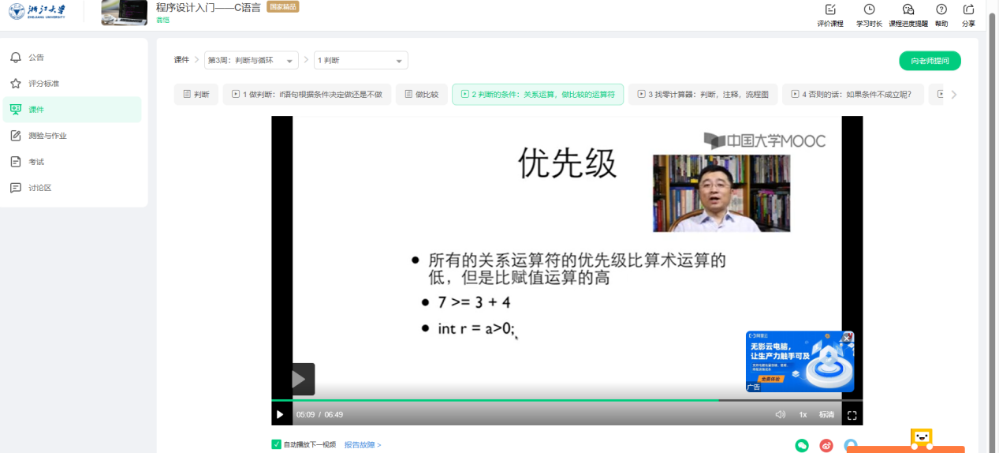 浙江大学
ZHEJIANG UNIVERSITY
程序设计入门——C语言 国家精品
翁恺
评价课程 学习时长 课程进度提醒 帮助 分享
公告
评分标准
课件
测验与作业
考试
讨论区
课件 第3周：判断与循环 1 判断
向老师提问
判断 1 做判断：if语句根据条件决定做还是不做 做比较 2 判断的条件：关系运算，做比较的运算符 3 找零计算器：判断，注释，流程图 4 否则的话：如果条件不成立呢？
中国大学MOOC
优先级
所有的关系运算符的优先级比算术运算的
低，但是比赋值运算的高
7 >= 3 + 4
int r = a>0;
阿里云
无影云电脑，
让生产力触手可及
免费体验
广告
05:09 / 06:49 1x 标清
自动播放下一视频 报告故障 >